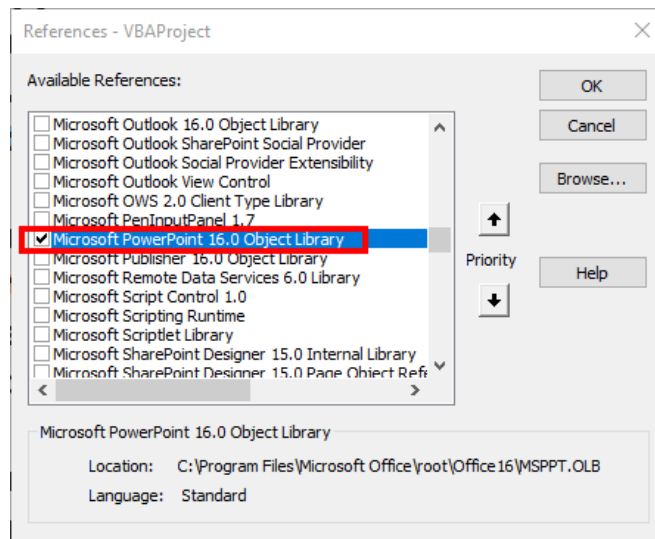 References - VBAProject
Available References:
OK
Microsoft Outlook 16.0 Object Library
Cancel
Microsoft Outlook SharePoint Social Provider
Microsoft Outlook Social Provider Extensibility
Microsoft Outlook View Control
Browse...
Microsoft OWS 2.0 Client Type Library
Microsoft PenInputPanel 1.7
Microsoft PowerPoint 16.0 Object Library
Microsoft Publisher 16.0 Object Library
Priority
Microsoft Remote Data Services 6.0 Library
Help
Microsoft Script Control 1.0
Microsoft Scripting Runtime
Microsoft Scriptlet Library
Microsoft SharePoint Designer 15.0 Internal Library
Microsoft SharePoint Designer 15.0 Page Object Refe
Microsoft PowerPoint 16.0 Object Library
Location: C:\Program Files\Microsoft Office\root\Office16\MSPPT.OLB
Language: Standard